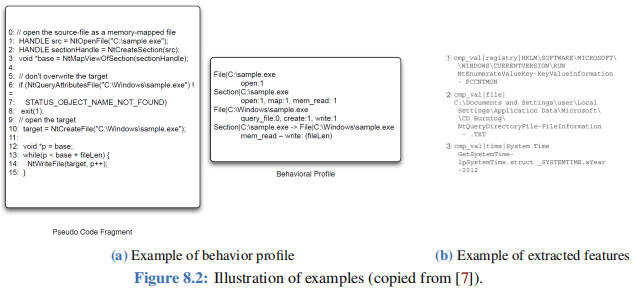 0: // open the source-file as a memory-mapped file
1: HANDLE src = NtOpenFile("C:\sample.exe");
2: HANDLE sectionHandle = NtCreateSection(src);
3: void *base = NtMapViewOfSection(sectionHandle);
4:
5: // don't overwrite the target
6: if (NtQueryAttributesFile("C:\Windows\sample.exe") !
=
7: STATUS_OBJECT_NAME_NOT_FOUND)
8: exit(1);
9: // open the target
10: target = NtCreateFile("C:\Windows\sample.exe");
11:
12: void *p = base;
13: while(p < base + fileLen)
14: NtWriteFile(target, p++);
15: }
Pseudo Code Fragment
File|C:\sample.exe
open:1
Section|C:\sample.exe
open:1, map:1, mem_read: 1
File|C:\Windows\sample.exe
query_file:0, create:1, write:1
Section|C:\sample.exe -> File|C:\Windows\sample.exe
mem_read – write: (fileLen)
Behavioral Profile
① cmp_val|registry|HKLM\SOFTWARE\MICROSOFT\
\WINDOWS\CURRENTVERSION\RUN
NtEnumerateValueKey-KeyValueInformation
- PCCNTMON
② cmp_val|file|
C:\Documents and Settings\user\Local
Settings\Application Data\Microsoft\
\CD Burning\
NtQueryDirectoryFile-FileInformation
- .TXT
③ cmp_val|time|System Time
GetSystemTime-
lpSystemTime.struct _SYSTEMTIME.wYear
-2012
(a) Example of behavior profile
(b) Example of extracted features
Figure 8.2: Illustration of examples (copied from [7]).